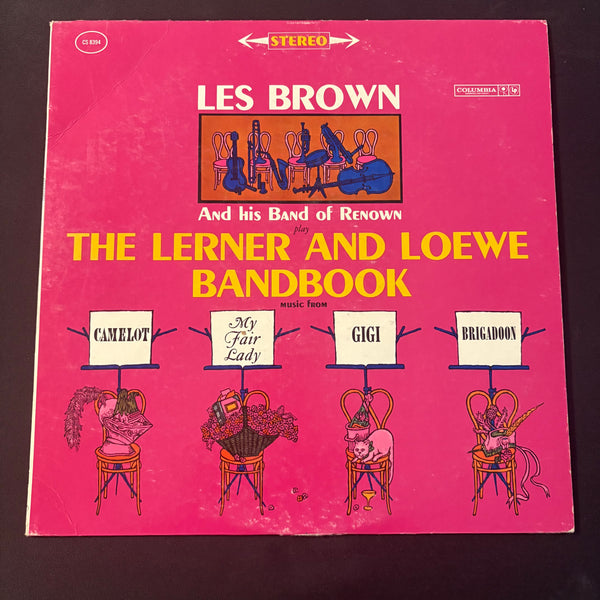 CS 8394
STEREO
COLUMBIA
LES BROWN
And his Band of Renown
play
THE LERNER AND LOEWE
BANDBOOK
MUSIC FROM
CAMELOT
My
Fair
Lady
GIGI
BRIGADOON